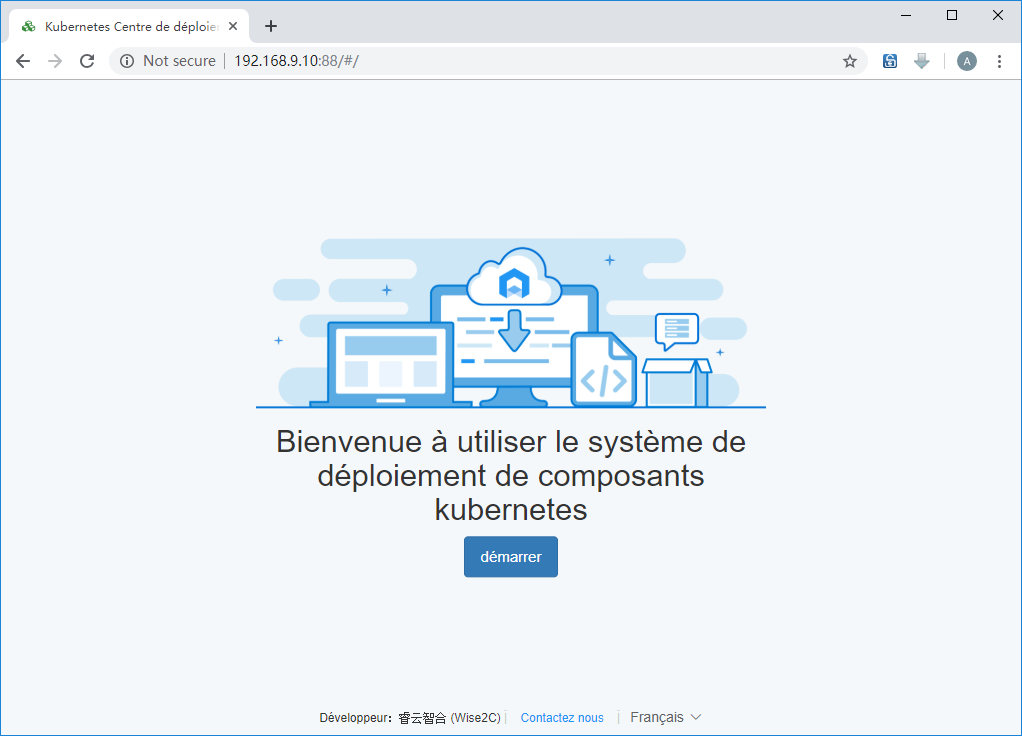 Kubernetes Centre de déploie
Not secure
192.168.9.10:88/#/
A
Bienvenue à utiliser le système de
déploiement de composants
kubernetes
démarrer
Développeur: 睿云智合 (Wise2C)
Contactez nous
Français